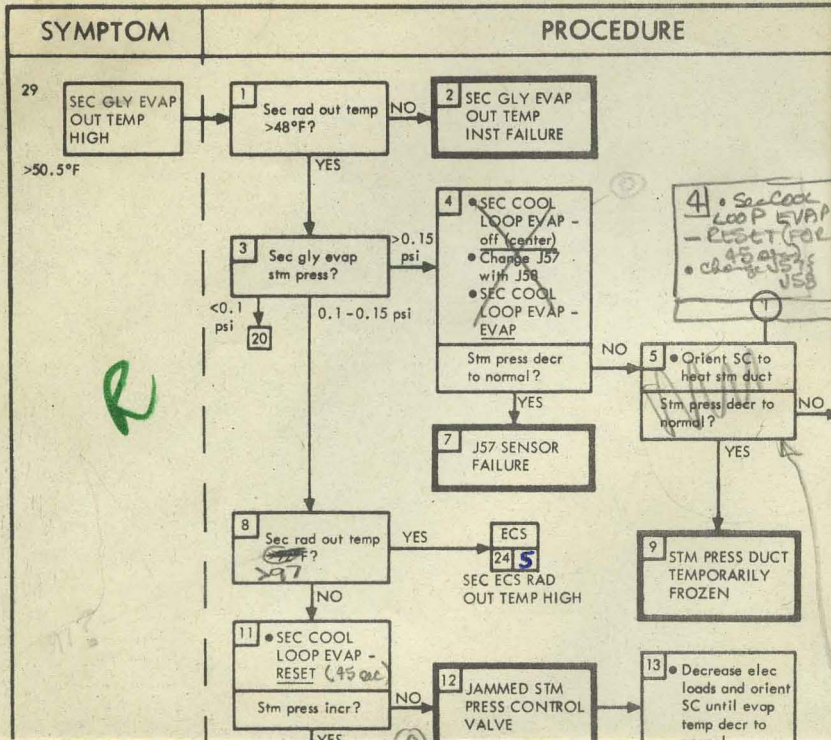 SYMPTOM
PROCEDURE
29
SEC GLY EVAP
OUT TEMP
HIGH
>50.5°F
1
Sec rad out temp
>48°F?
NO
2
SEC GLY EVAP
OUT TEMP
INST FAILURE
YES
3
Sec gly evap
stm press?
>0.15
psi
<0.1
psi
20
0.1-0.15 psi
4
• SEC COOL
LOOP EVAP -
off (center)
• Change J57
with J58
• SEC COOL
LOOP EVAP -
EVAP
Stm press decr
to normal?
NO
YES
4 • Sec COOL
LOOP EVAP
- RESET (FOR
45
• change J57
J58
5
• Orient SC to
heat stm duct
Stm press decr to
normal?
NO
YES
7
J57 SENSOR
FAILURE
R
8
Sec rad out temp
F?
>97
YES
ECS
24 5
SEC ECS RAD
OUT TEMP HIGH
NO
9
STM PRESS DUCT
TEMPORARILY
FROZEN
97?
11
• SEC COOL
LOOP EVAP -
RESET (45 sec)
Stm press incr?
NO
YES
12
JAMMED STM
PRESS CONTROL
VALVE
13
• Decrease elec
loads and orient
SC until evap
temp decr to